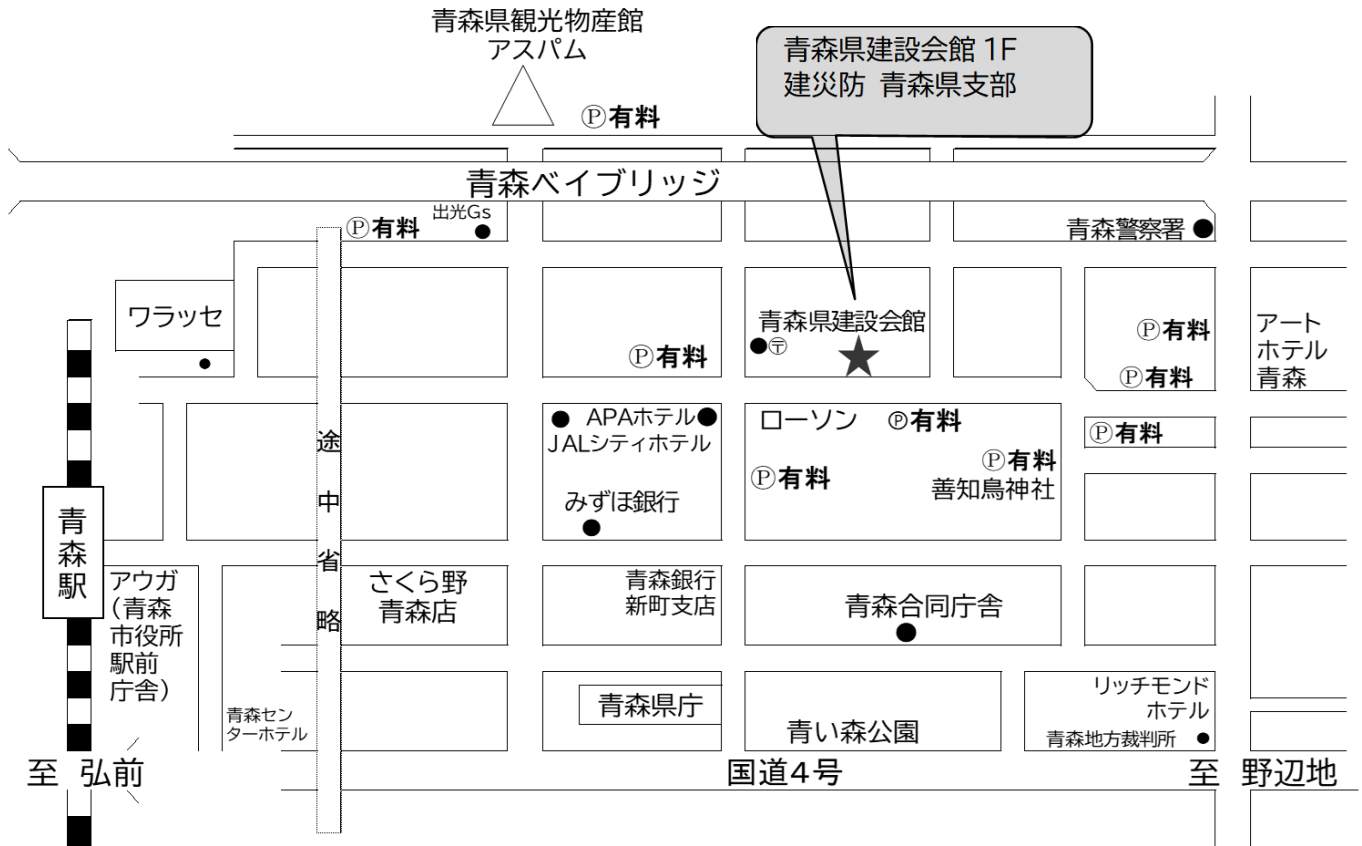 青森県観光物産館
アスパム
青森県建設会館 1F
建災防 青森県支部
Ⓟ有料
青森ベイブリッジ
出光Gs
Ⓟ有料
青森警察署
ワラッセ
青森県建設会館
〒
Ⓟ有料
Ⓟ有料
Ⓟ有料
アート
ホテル
青森
APAホテル
JALシティホテル
ローソン
Ⓟ有料
Ⓟ有料
Ⓟ有料
Ⓟ有料
善知鳥神社
みずほ銀行
途中省略
青森駅
アウガ
(青森
市役所
駅前
庁舎)
さくら野
青森店
青森銀行
新町支店
青森合同庁舎
青森セン
ターホテル
青森県庁
青い森公園
リッチモンド
ホテル
青森地方裁判所
至 弘前
国道4号
至 野辺地